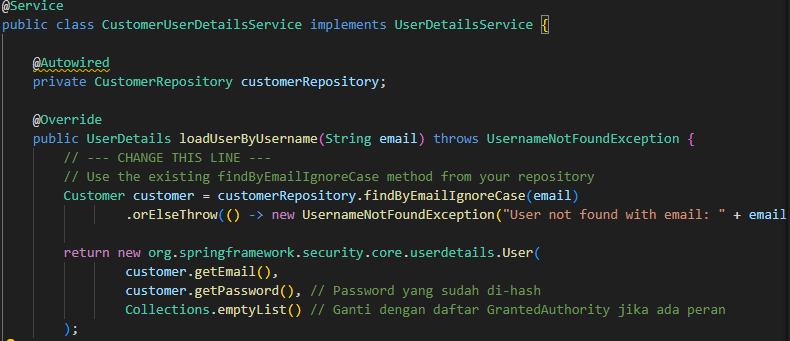 @Service
public class CustomerUserDetailsService implements UserDetailsService {
@Autowired
private CustomerRepository customerRepository;
@Override
public UserDetails loadUserByUsername(String email) throws UsernameNotFoundException {
// --- CHANGE THIS LINE ---
// Use the existing findByEmailIgnoreCase method from your repository
Customer customer = customerRepository.findByEmailIgnoreCase(email)
.orElseThrow(() -> new UsernameNotFoundException("User not found with email: " + email
return new org.springframework.security.core.userdetails.User(
customer.getEmail(),
customer.getPassword(), // Password yang sudah di-hash
Collections.emptyList() // Ganti dengan daftar GrantedAuthority jika ada peran
);